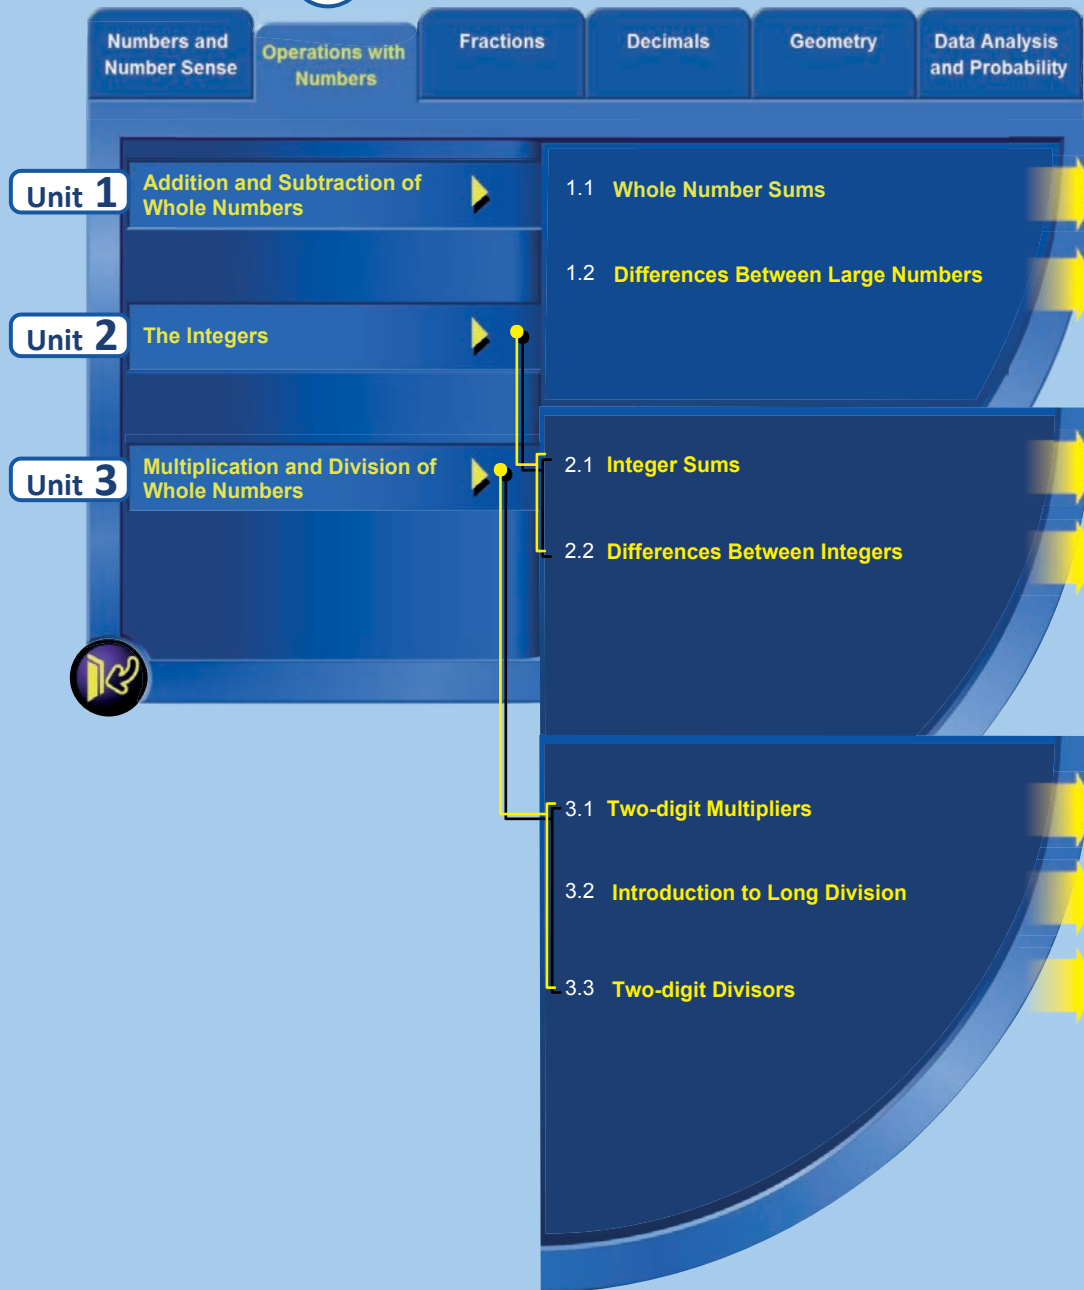 Numbers and
Number Sense
Operations with
Numbers
Fractions
Decimals
Geometry
Data Analysis
and Probability
Unit 1
Addition and Subtraction of
Whole Numbers
1.1 Whole Number Sums
1.2 Differences Between Large Numbers
Unit 2
The Integers
2.1 Integer Sums
2.2 Differences Between Integers
Unit 3
Multiplication and Division of
Whole Numbers
3.1 Two-digit Multipliers
3.2 Introduction to Long Division
3.3 Two-digit Divisors